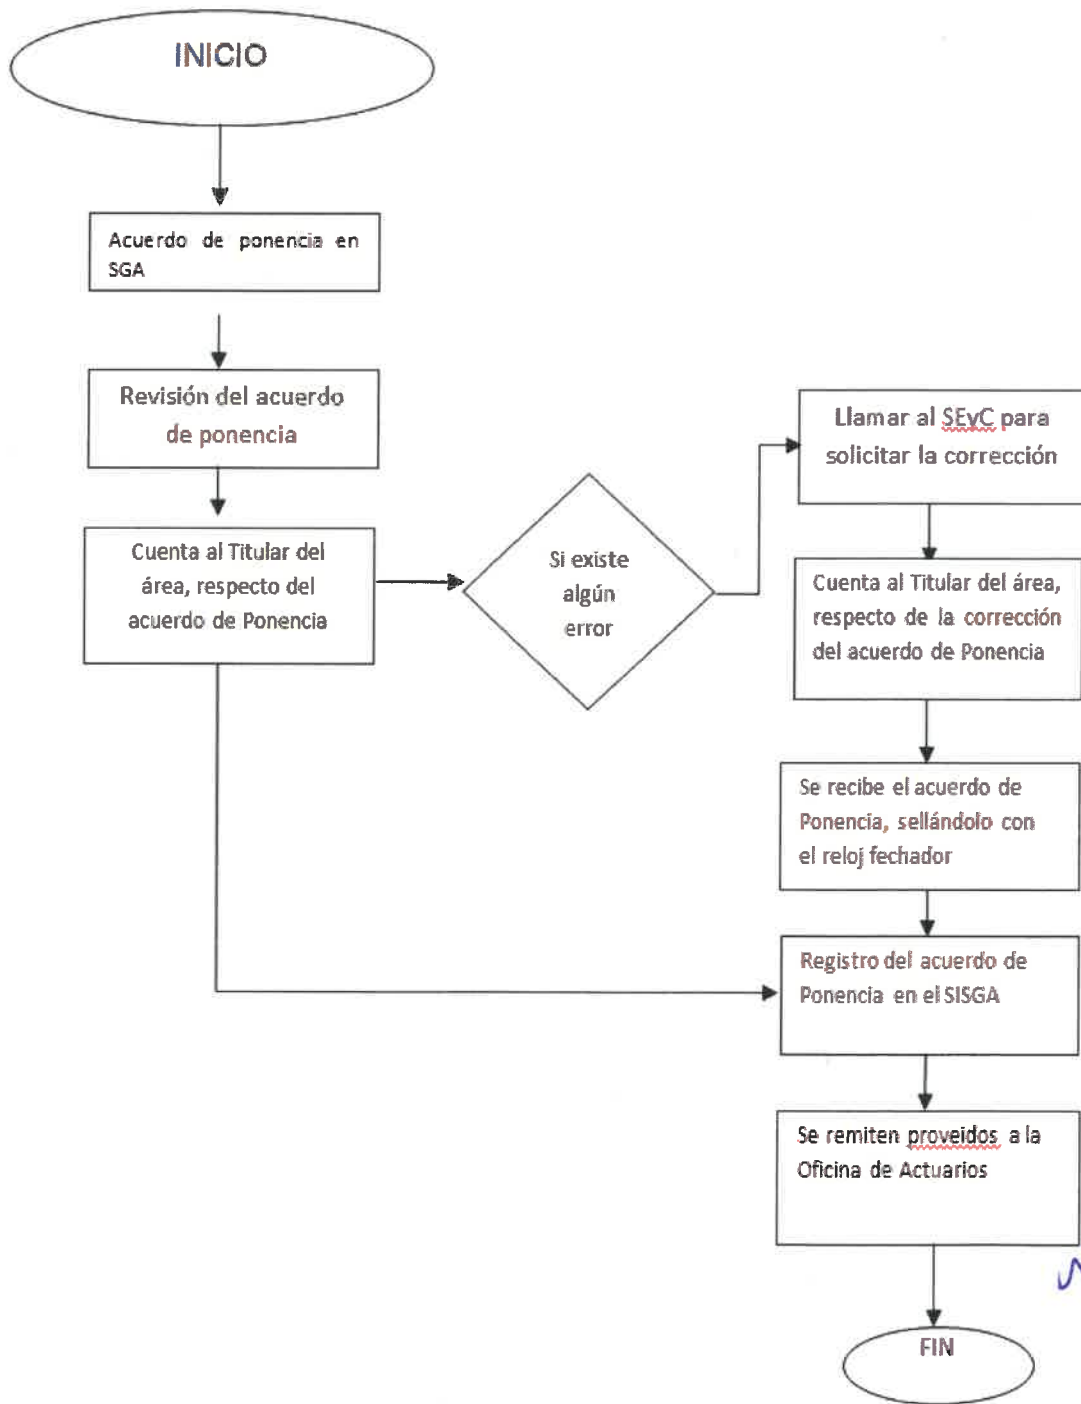 INICIO
Acuerdo de ponencia en
SGA
Revisión del acuerdo
de ponencia
Cuenta al Titular del
área, respecto del
acuerdo de Ponencia
Si existe
algún
error
Llamar al SEyC para
solicitar la corrección
Cuenta al Titular del área,
respecto de la corrección
del acuerdo de Ponencia
Se recibe el acuerdo de
Ponencia, sellándolo con
el reloj fechador
Registro del acuerdo de
Ponencia en el SISGA
Se remiten proveidos a la
Oficina de Actuarios
FIN